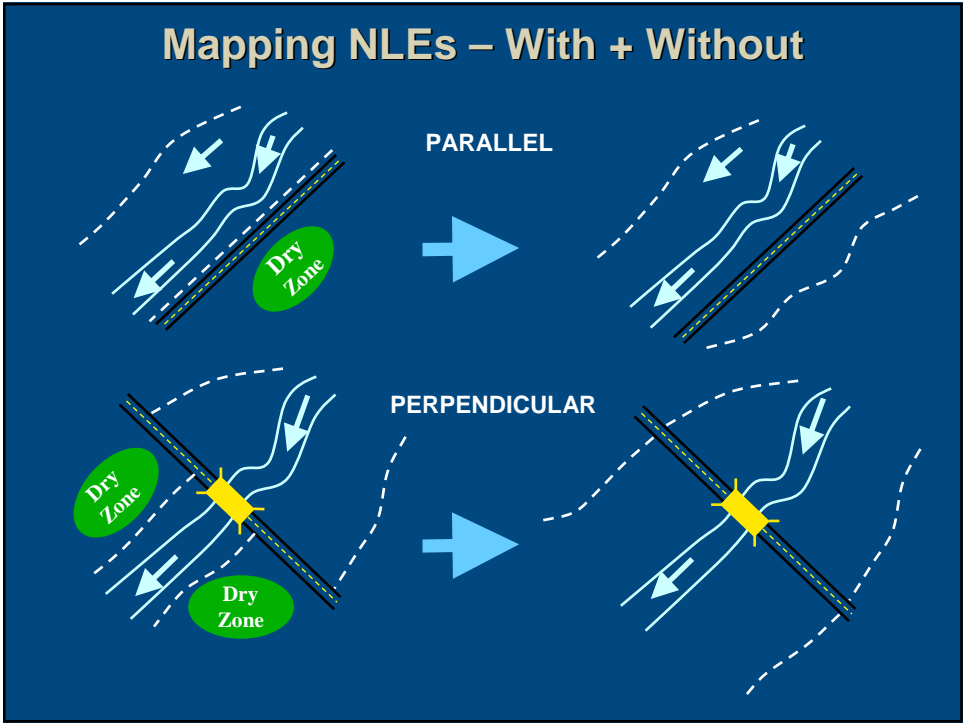 Mapping NLEs – With + Without
PARALLEL
Dry
Zone
PERPENDICULAR
Dry
Zone
Dry
Zone